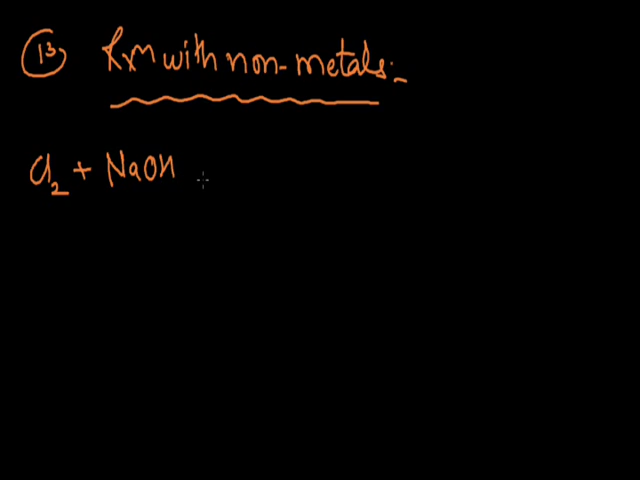 13 Rxn with non-metals:-
Cl2 + NaOH